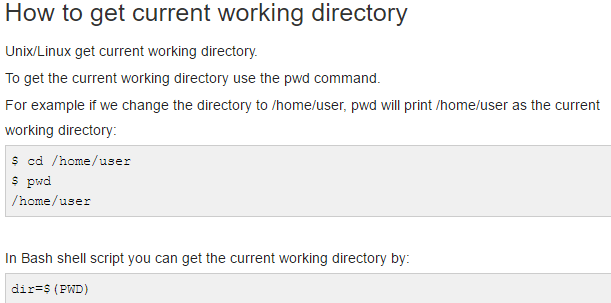 How to get current working directory
Unix/Linux get current working directory.
To get the current working directory use the pwd command.
For example if we change the directory to /home/user, pwd will print /home/user as the current
working directory:
$ cd /home/user
$ pwd
/home/user
In Bash shell script you can get the current working directory by:
dir=$(PWD)